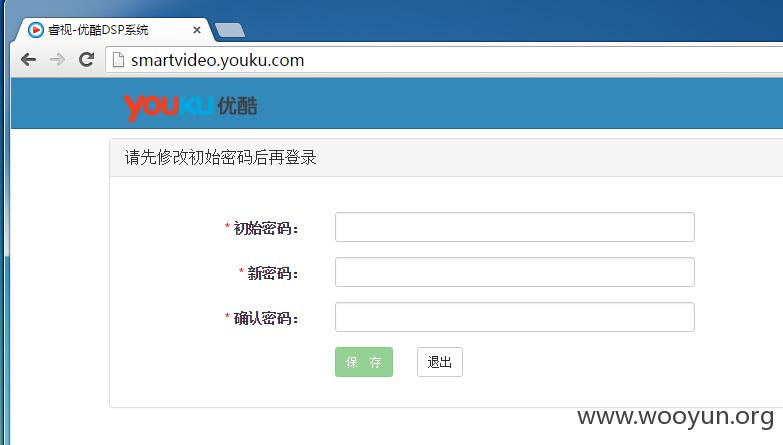 睿视-优酷DSP系统
smartvideo.youku.com
YOUKU 优酷
请先修改初始密码后再登录
* 初始密码：
* 新密码：
* 确认密码：
保 存 退出
www.wooyun.org